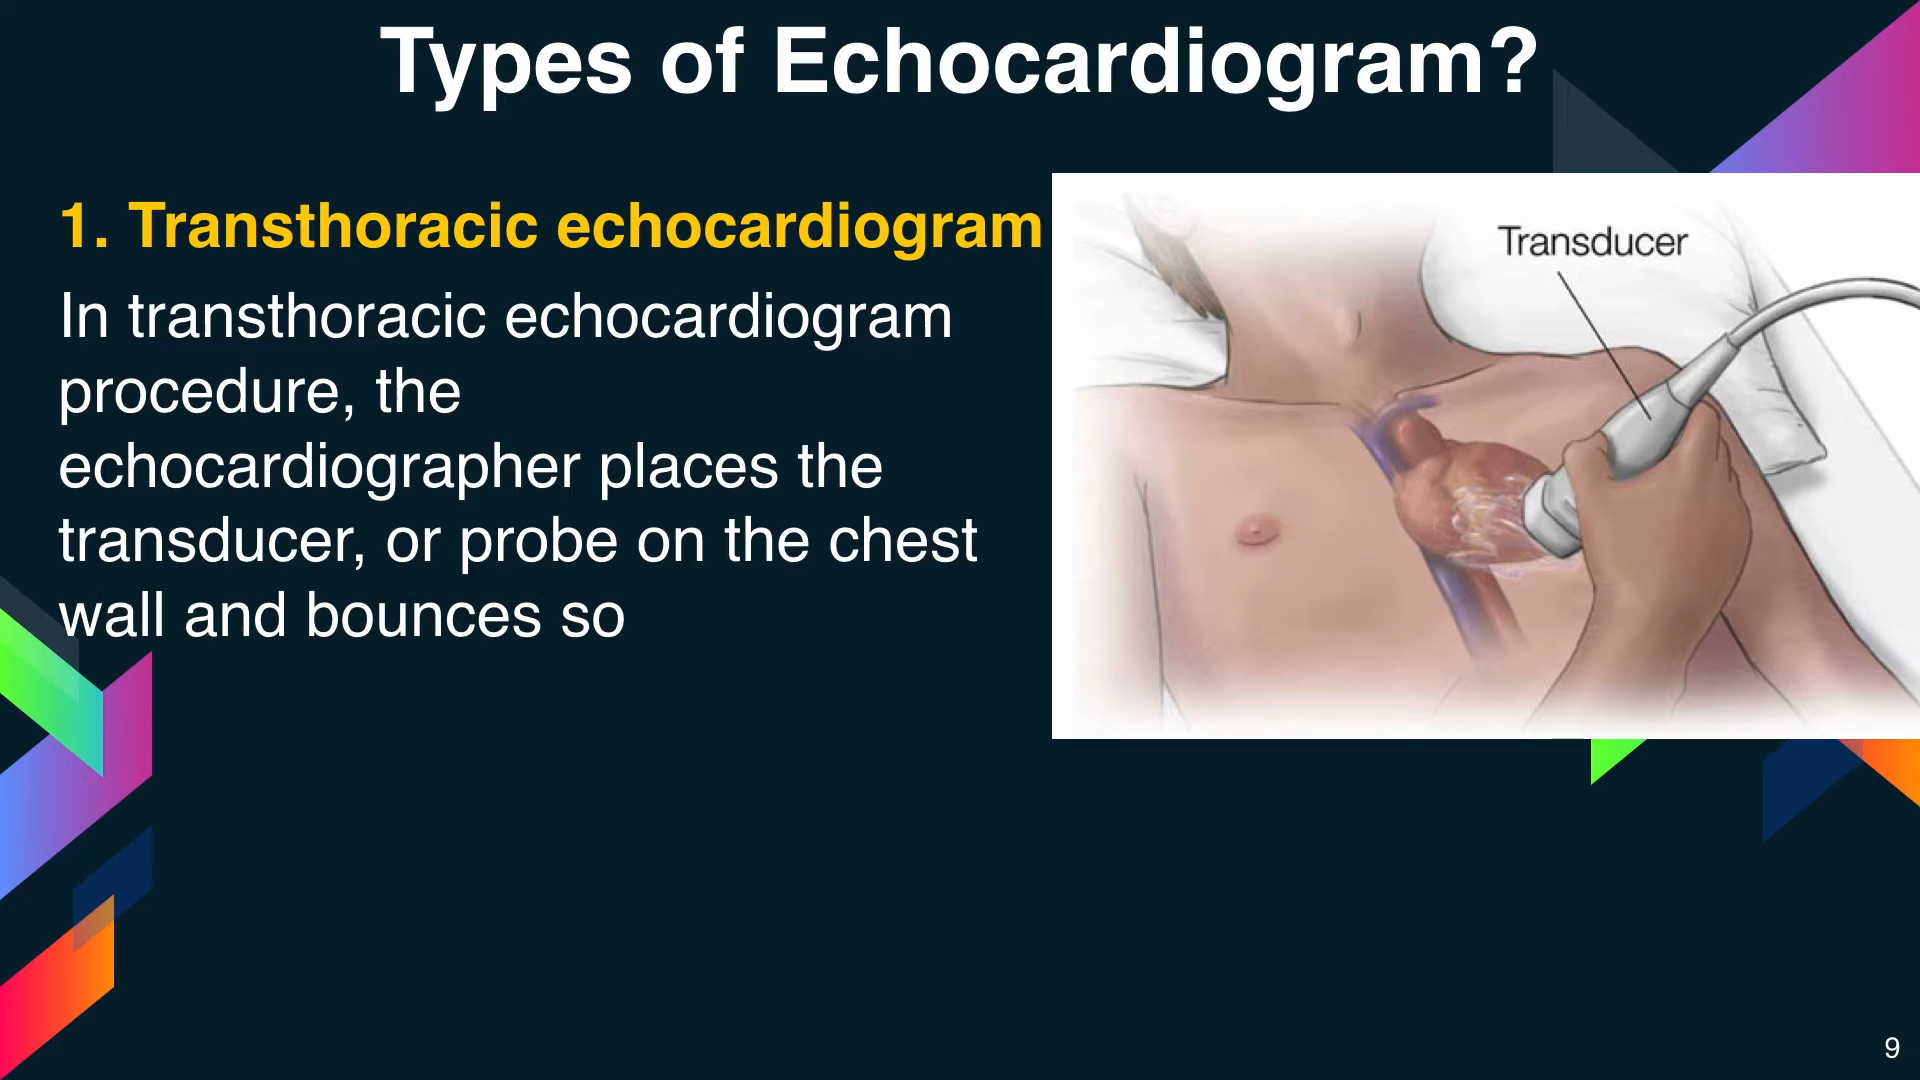 Types of Echocardiogram?
1. Transthoracic echocardiogram
In transthoracic echocardiogram
procedure, the
echocardiographer places the
transducer, or probe on the chest
wall and bounces so
Transducer
9